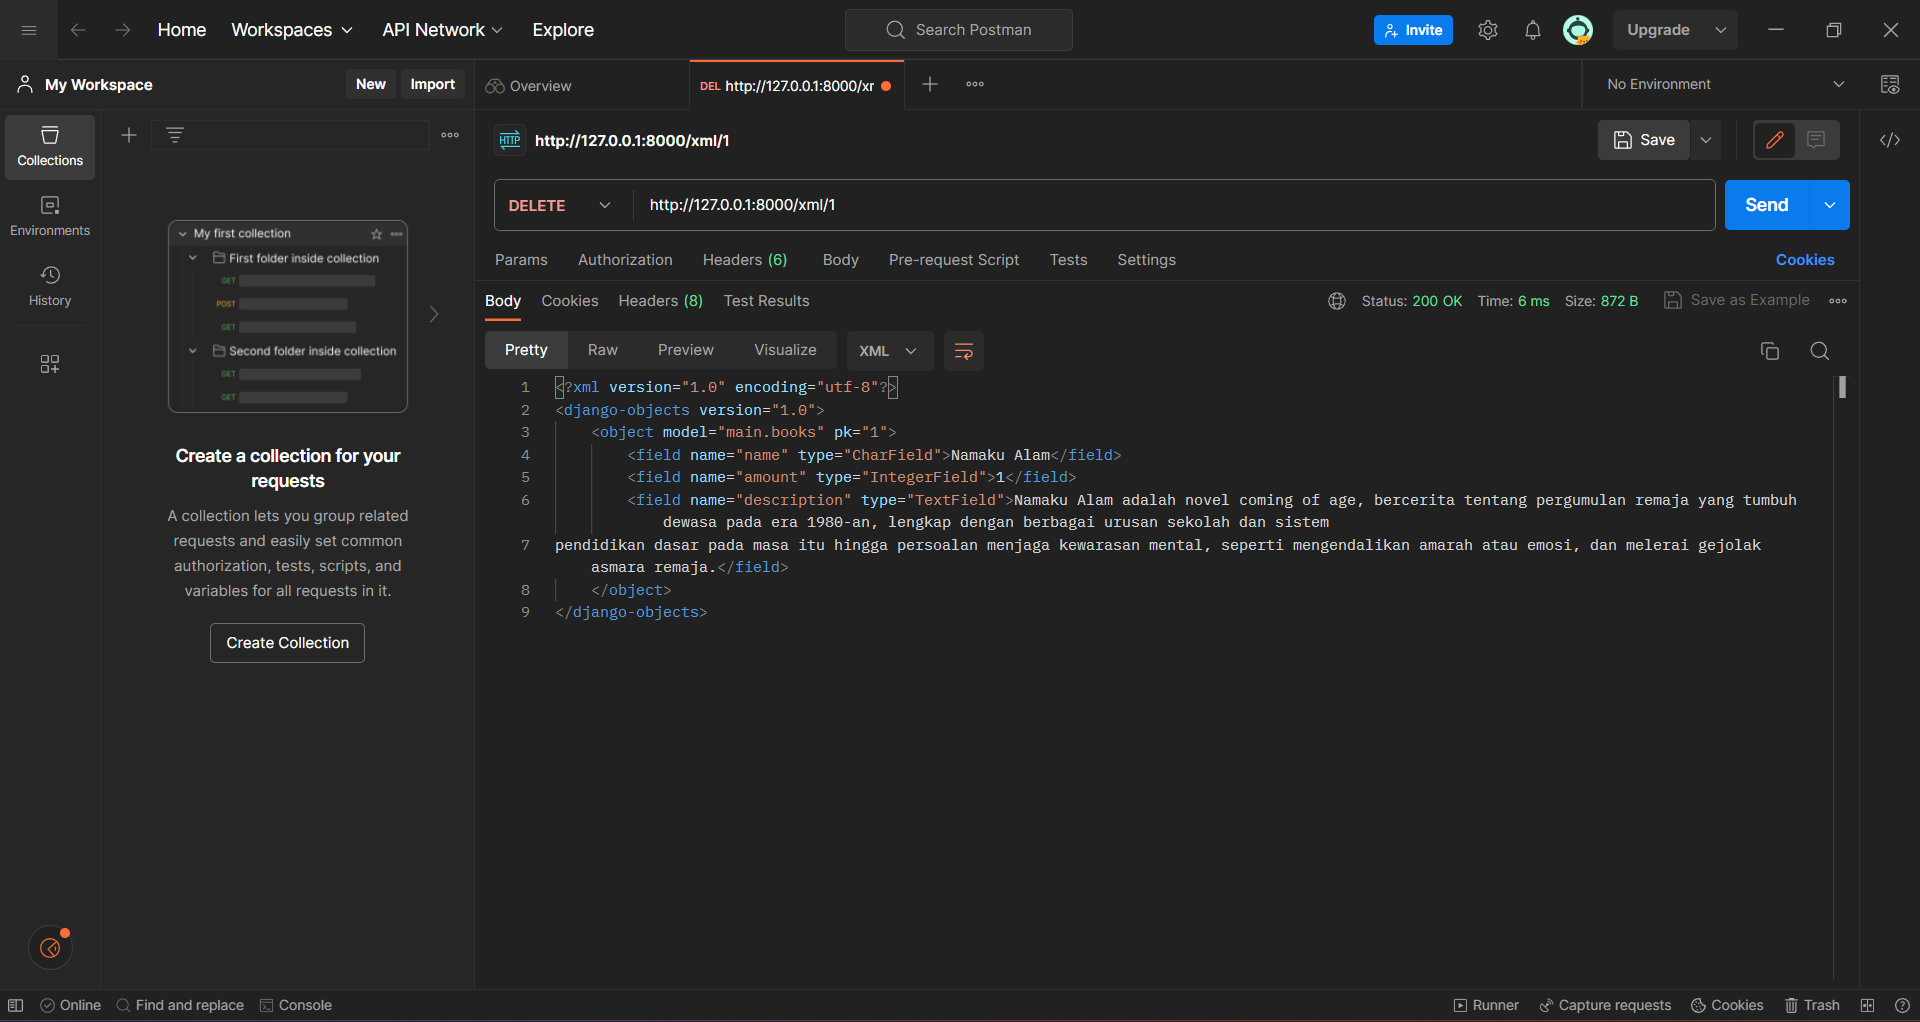 Home
Workspaces
API Network
Explore
Search Postman
Invite
Upgrade
My Workspace
New
Import
Overview
DEL http://127.0.0.1:8000/xr
No Environment
Collections
Environments
History
My first collection
First folder inside collection
GET
POST
GET
Second folder inside collection
GET
GET
Create a collection for your
requests
A collection lets you group related
requests and easily set common
authorization, tests, scripts, and
variables for all requests in it.
Create Collection
HTTP http://127.0.0.1:8000/xml/1
Save
</>
DELETE
http://127.0.0.1:8000/xml/1
Send
Params Authorization Headers (6) Body Pre-request Script Tests Settings
Cookies
Body Cookies Headers (8) Test Results
Status: 200 OK Time: 6 ms Size: 872 B
Save as Example
Pretty Raw Preview Visualize
XML
1 <?xml version="1.0" encoding="utf-8"?>
2 <django-objects version="1.0">
3 <object model="main.books" pk="1">
4 <field name="name" type="CharField">Namaku Alam</field>
5 <field name="amount" type="IntegerField">1</field>
6 <field name="description" type="TextField">Namaku Alam adalah novel coming of age, bercerita tentang pergumulan remaja yang tumbuh
dewasa pada era 1980-an, lengkap dengan berbagai urusan sekolah dan sistem
7 pendidikan dasar pada masa itu hingga persoalan menjaga kewarasan mental, seperti mengendalikan amarah atau emosi, dan melerai gejolak
asmara remaja.</field>
8 </object>
9 </django-objects>
Online
Find and replace
Console
Runner
Capture requests
Cookies
Trash